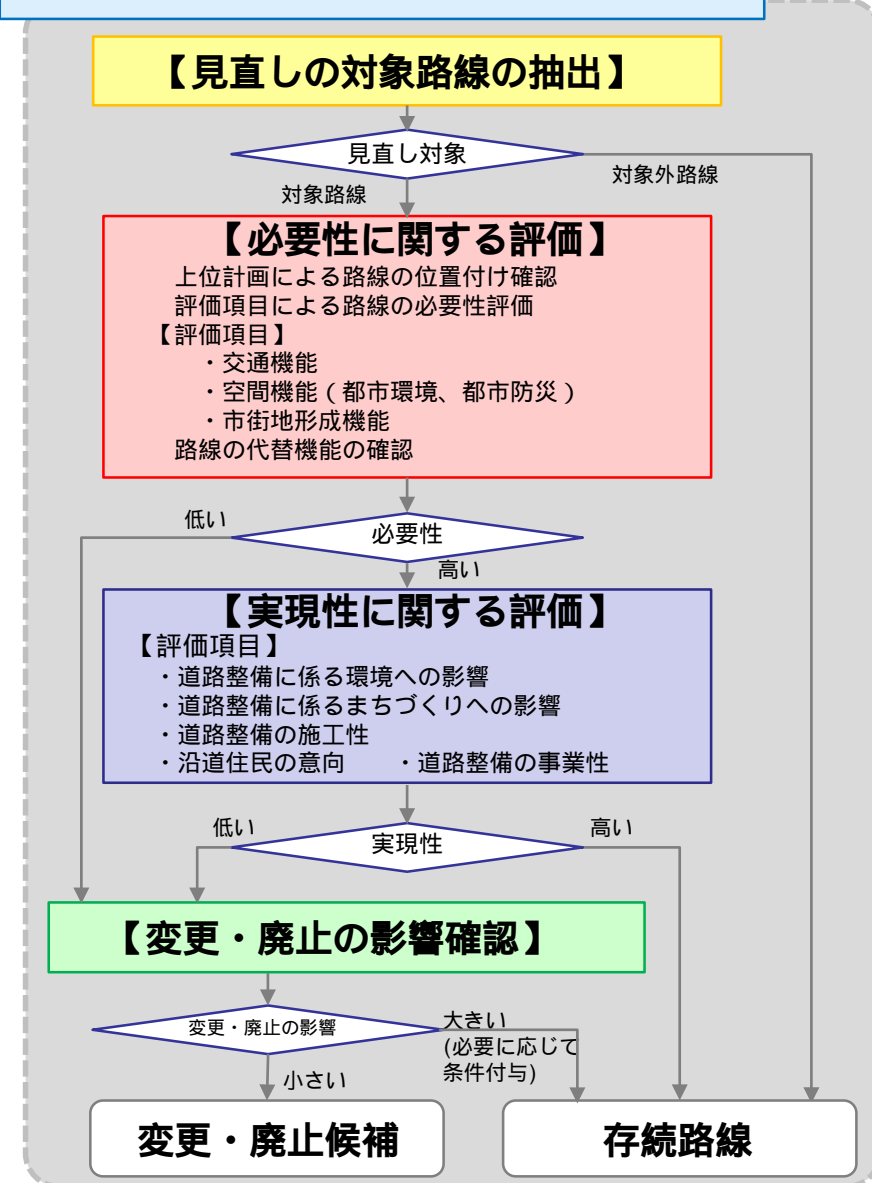 【見直しの対象路線の抽出】
見直し対象
対象外路線
対象路線
【必要性に関する評価】
上位計画による路線の位置付け確認
評価項目による路線の必要性評価
【評価項目】
・交通機能
・空間機能(都市環境、都市防災)
・市街地形成機能
路線の代替機能の確認
低い
必要性
高い
【実現性に関する評価】
【評価項目】
・道路整備に係る環境への影響
・道路整備に係るまちづくりへの影響
・道路整備の施工性
・沿道住民の意向 ・道路整備の事業性
低い
実現性
高い
【変更・廃止の影響確認】
変更・廃止の影響
大きい
(必要に応じて
条件付与)
小さい
変更・廃止候補
存続路線